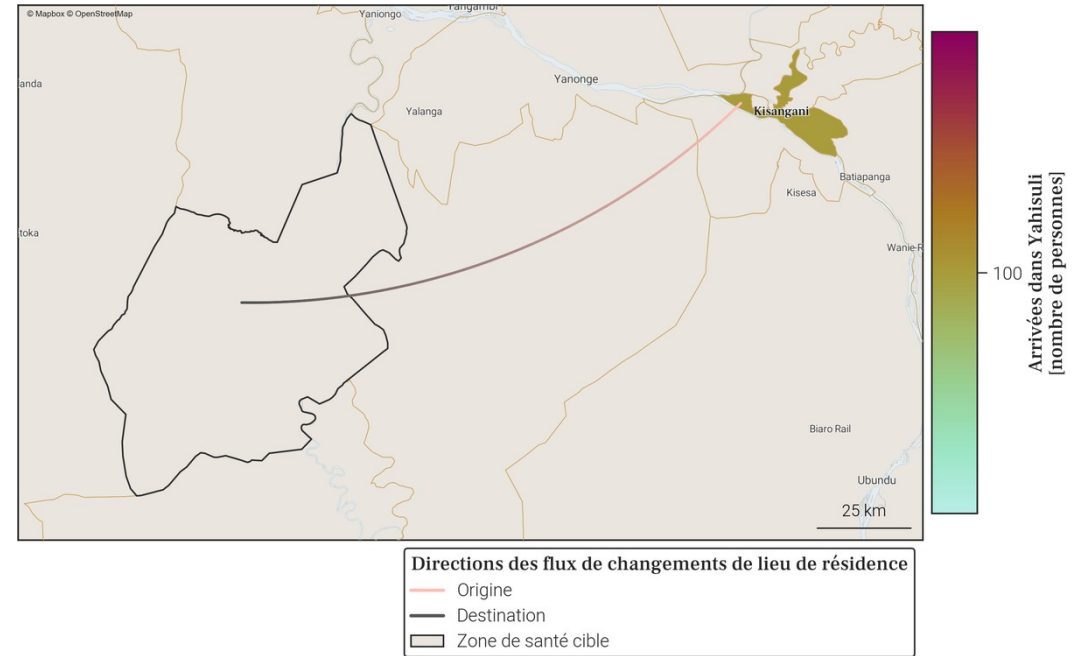 © Mapbox © OpenStreetMap
Yaniongo
Yangambi
anda
Yanonge
Yalanga
Kisangani
Batiapanga
Kisesa
toka
Wanie-R
Biaro Rail
Ubundu
25 km
100
Arrivées dans Yahisuli
[nombre de personnes]
Directions des flux de changements de lieu de résidence
Origine
Destination
Zone de santé cible